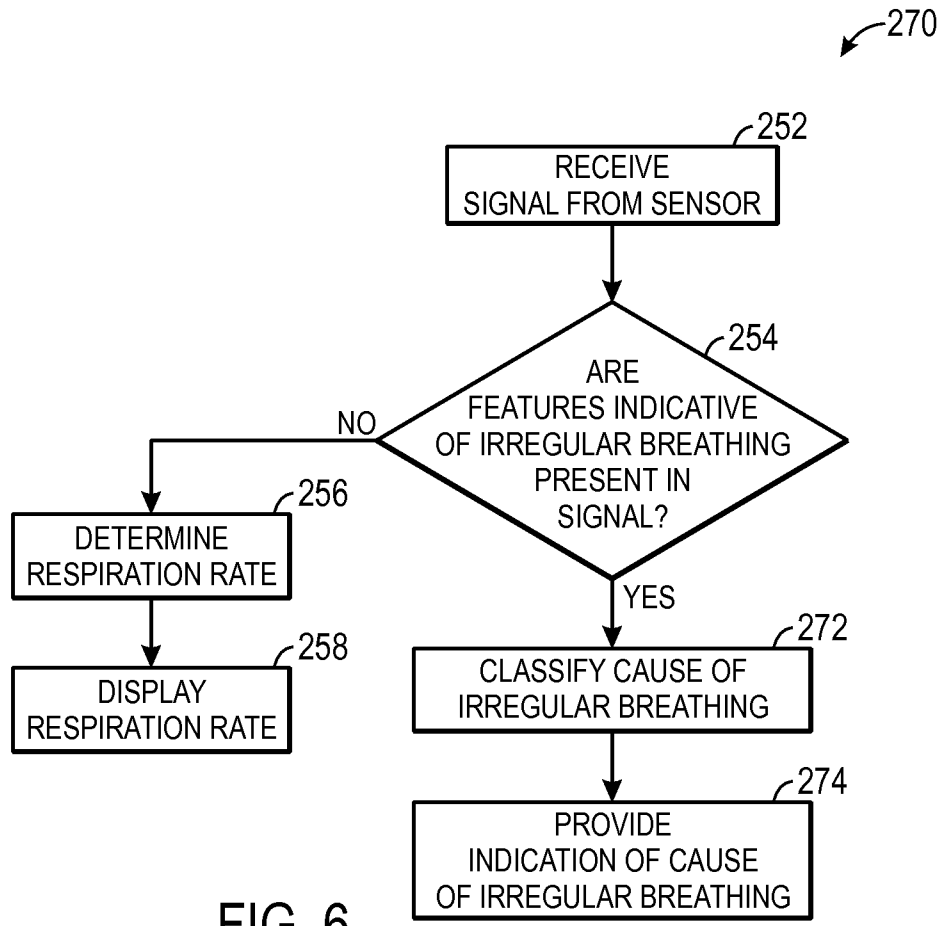 270
252
RECEIVE
SIGNAL FROM SENSOR
254
ARE
FEATURES INDICATIVE
OF IRREGULAR BREATHING
PRESENT IN
SIGNAL?
NO
256
DETERMINE
RESPIRATION RATE
258
DISPLAY
RESPIRATION RATE
YES
272
CLASSIFY CAUSE OF
IRREGULAR BREATHING
274
PROVIDE
INDICATION OF CAUSE
OF IRREGULAR BREATHING
FIG. 6